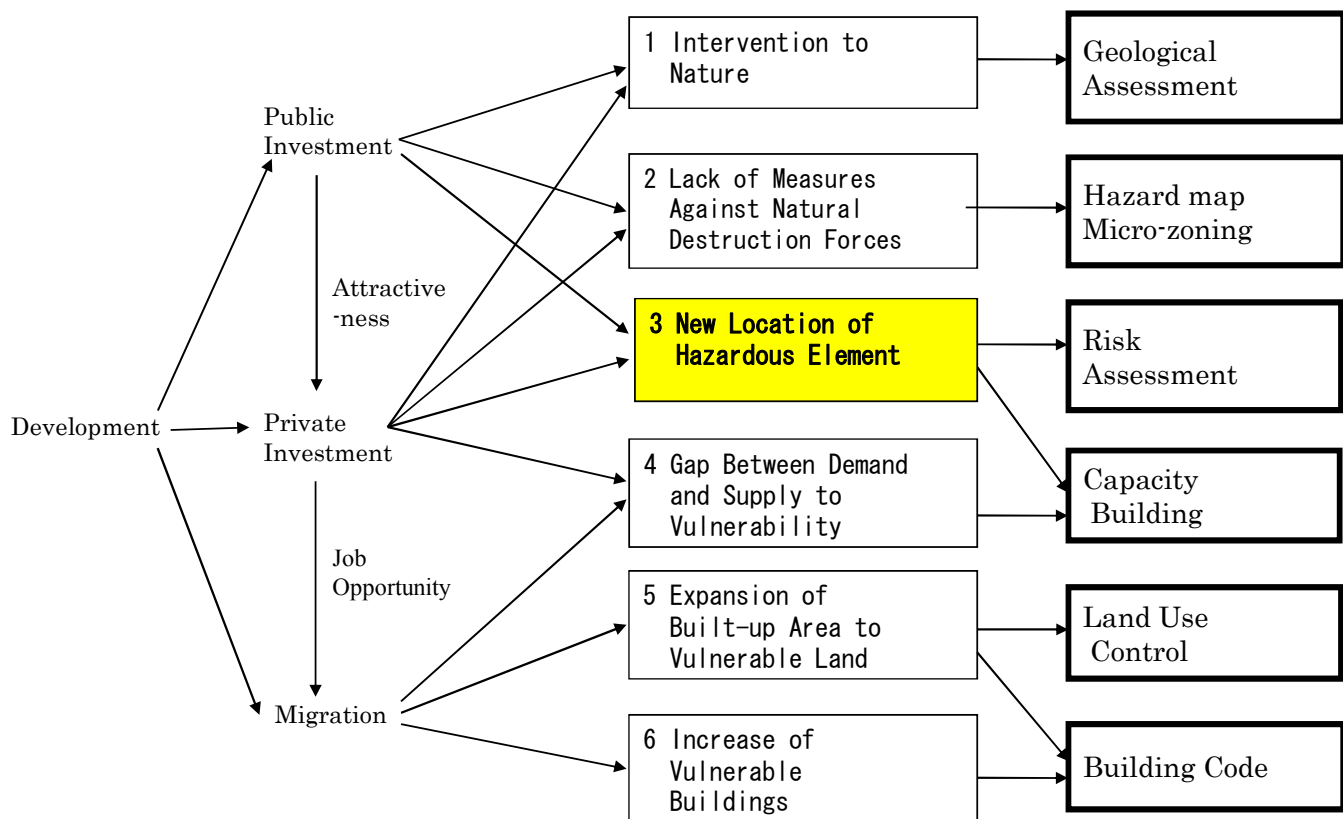 Development
Public
Investment
Attractive
-ness
Private
Investment
Job
Opportunity
Migration
1 Intervention to
Nature
2 Lack of Measures
Against Natural
Destruction Forces
3 New Location of
Hazardous Element
4 Gap Between Demand
and Supply to
Vulnerability
5 Expansion of
Built-up Area to
Vulnerable Land
6 Increase of
Vulnerable
Buildings
Geological
Assessment
Hazard map
Micro-zoning
Risk
Assessment
Capacity
Building
Land Use
Control
Building Code